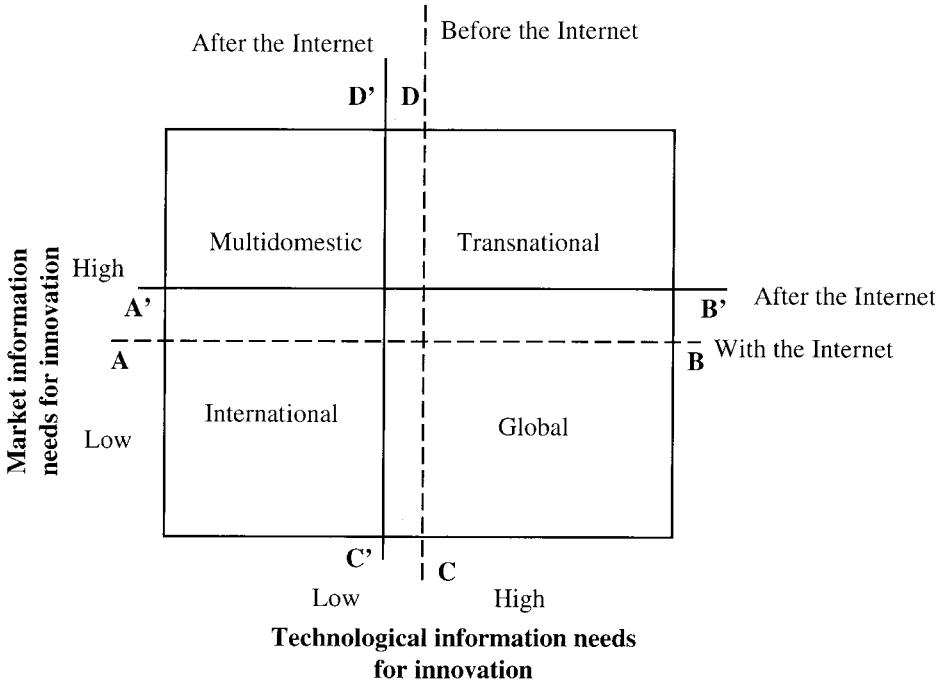 Before the Internet
After the Internet
D’ D
Multidomestic Transnational
High
A’ B’ After the Internet
A B With the Internet
International Global
Low
C’ C
Low High
Market information
needs for innovation
Technological information needs
for innovation